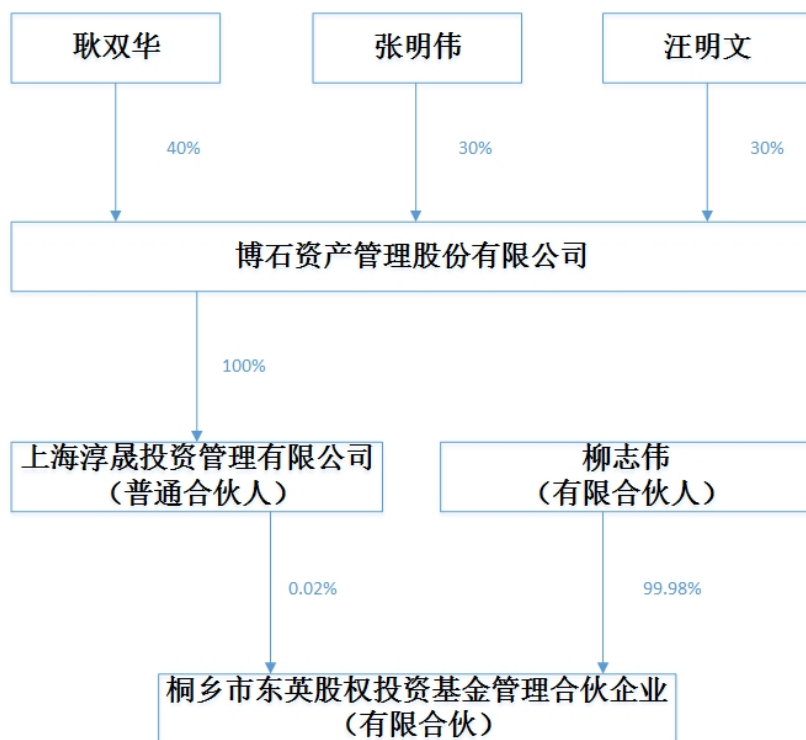 耿双华
张明伟
汪明文
40%
30%
30%
博石资产管理股份有限公司
100%
上海淳晟投资管理有限公司
（普通合伙人）
柳志伟
（有限合伙人）
0.02%
99.98%
桐乡市东英股权投资基金管理合伙企业
（有限合伙）